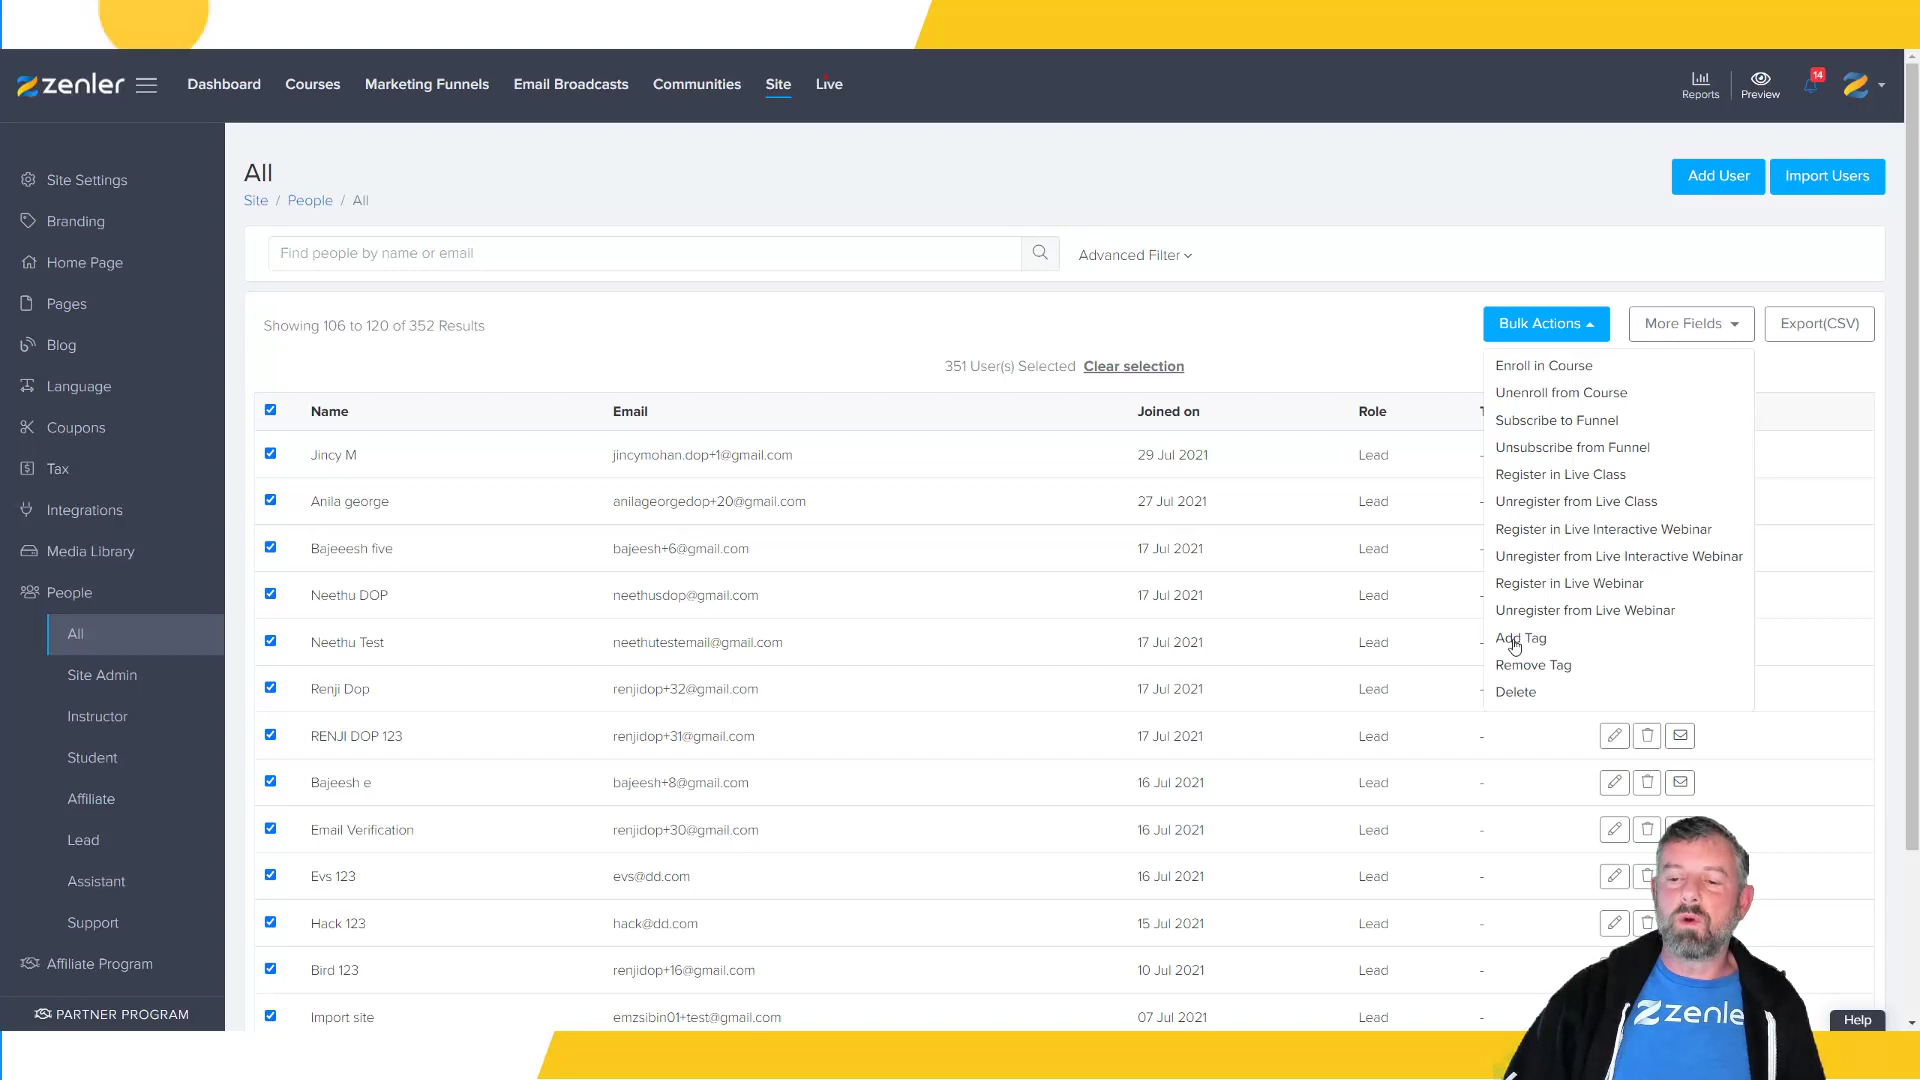 zenler
Dashboard
Courses
Marketing Funnels
Email Broadcasts
Communities
Site
Live
Reports
Preview
14
Site Settings
Branding
Home Page
Pages
Blog
Language
Coupons
Tax
Integrations
Media Library
People
All
Site Admin
Instructor
Student
Affiliate
Lead
Assistant
Support
Affiliate Program
PARTNER PROGRAM
All
Site / People / All
Add User
Import Users
Find people by name or email
Advanced Filter
Showing 106 to 120 of 352 Results
Bulk Actions
More Fields
Export(CSV)
351 User(s) Selected Clear selection
Enroll in Course
Unenroll from Course
Subscribe to Funnel
Unsubscribe from Funnel
Register in Live Class
Unregister from Live Class
Register in Live Interactive Webinar
Unregister from Live Interactive Webinar
Register in Live Webinar
Unregister from Live Webinar
Add Tag
Remove Tag
Delete
Name Email Joined on Role
Jincy M jincymohan.dop+1@gmail.com 29 Jul 2021 Lead -
Anila george anilageorgedop+20@gmail.com 27 Jul 2021 Lead -
Bajeeesh five bajeesh+6@gmail.com 17 Jul 2021 Lead -
Neethu DOP neethusdop@gmail.com 17 Jul 2021 Lead -
Neethu Test neethutestemail@gmail.com 17 Jul 2021 Lead -
Renji Dop renjidop+32@gmail.com 17 Jul 2021 Lead -
RENJI DOP 123 renjidop+31@gmail.com 17 Jul 2021 Lead -
Bajeesh e bajeesh+8@gmail.com 16 Jul 2021 Lead -
Email Verification renjidop+30@gmail.com 16 Jul 2021 Lead -
Evs 123 evs@dd.com 16 Jul 2021 Lead -
Hack 123 hack@dd.com 15 Jul 2021 Lead -
Bird 123 renjidop+16@gmail.com 10 Jul 2021 Lead -
Import site emzsibin01+test@gmail.com 07 Jul 2021 Lead -
zenle
Help